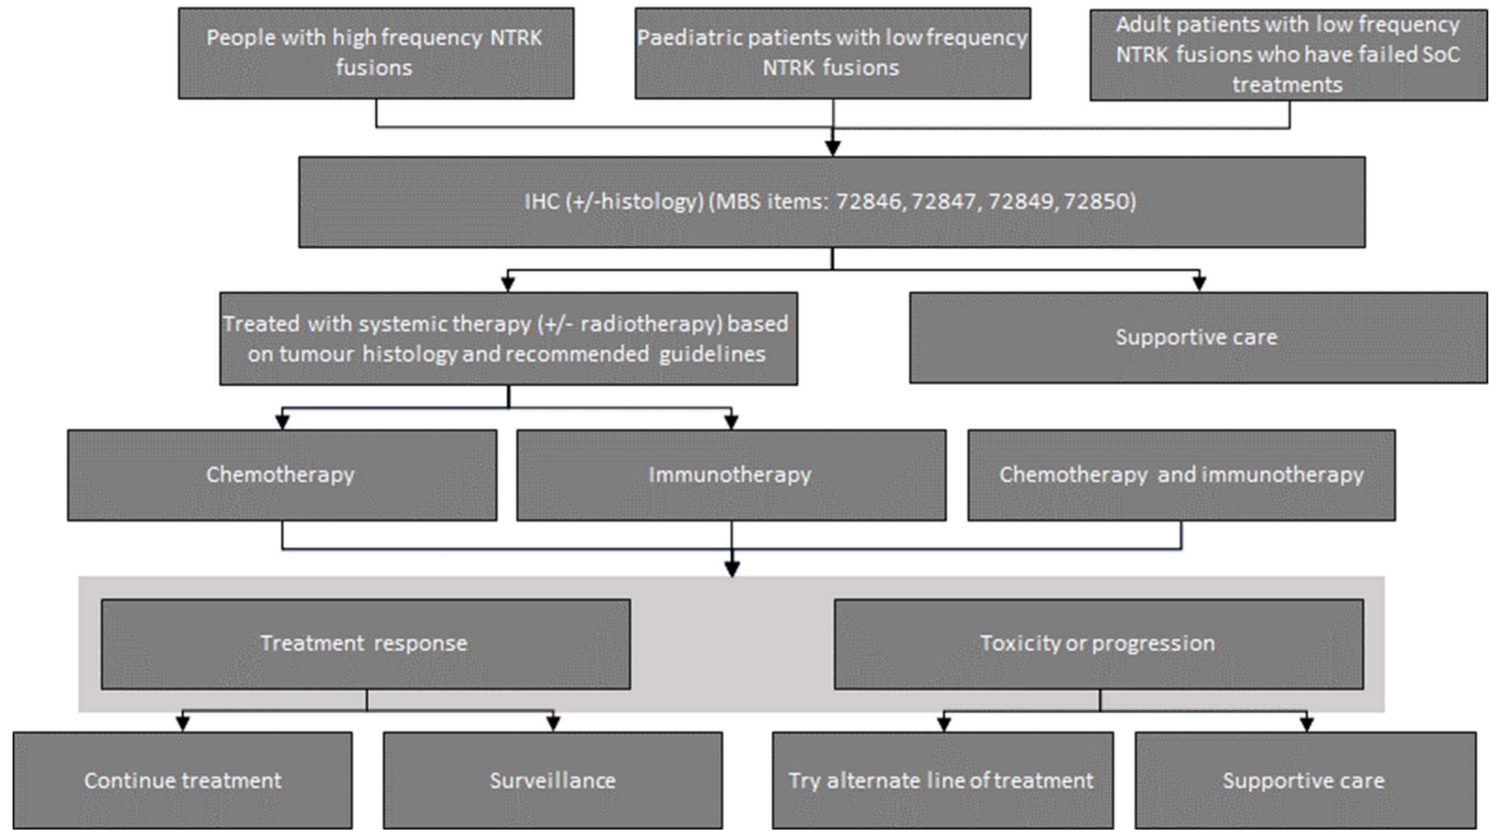 People with high frequency NTRK
fusions
Paediatric patients with low frequency
NTRK fusions
Adult patients with low frequency
NTRK fusions who have failed SoC
treatments
IHC (+/-histology) (MBS items: 72846, 72847, 72849, 72850)
Treated with systemic therapy (+/- radiotherapy) based
on tumour histology and recommended guidelines
Supportive care
Chemotherapy
Immunotherapy
Chemotherapy and immunotherapy
Treatment response
Toxicity or progression
Continue treatment
Surveillance
Try alternate line of treatment
Supportive care